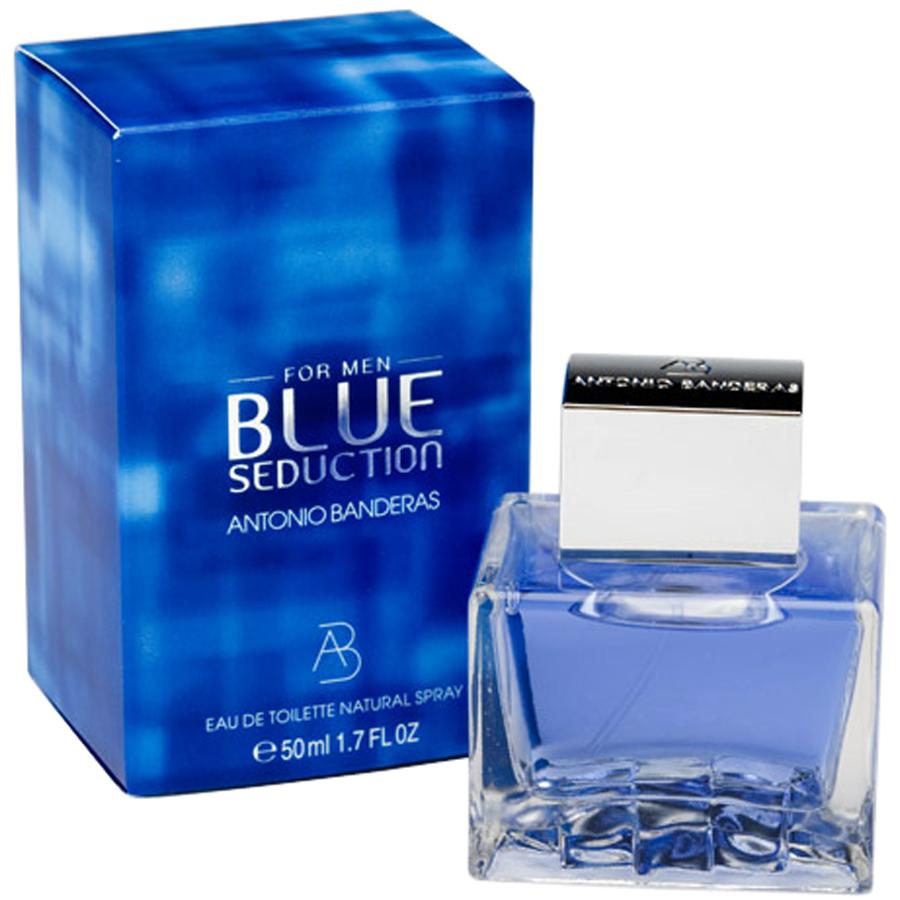 FOR MEN
BLUE
SEDUCTION
ANTONIO BANDERAS
AB
EAU DE TOILETTE NATURAL SPRAY
℮ 50ml 1.7 FL OZ
AB
ANTONIO BANDERAS